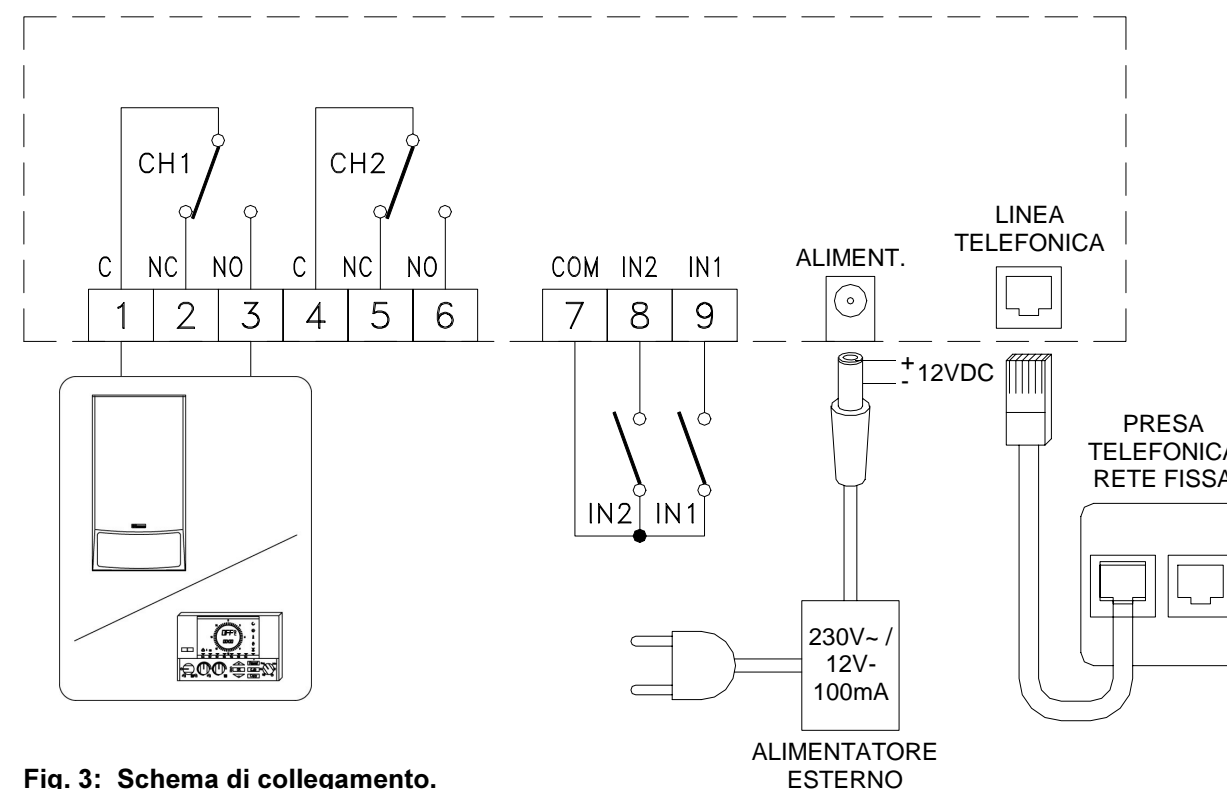 CH1
CH2
C NC NO C NC NO
1 2 3 4 5 6
COM IN2 IN1
7 8 9
ALIMENT.
LINEA
TELEFONICA
+
-
12VDC
IN2 IN1
PRESA
TELEFONICA
RETE FISSA
230V~ /
12V-
100mA
ALIMENTATORE
ESTERNO
Fig. 3: Schema di collegamento.